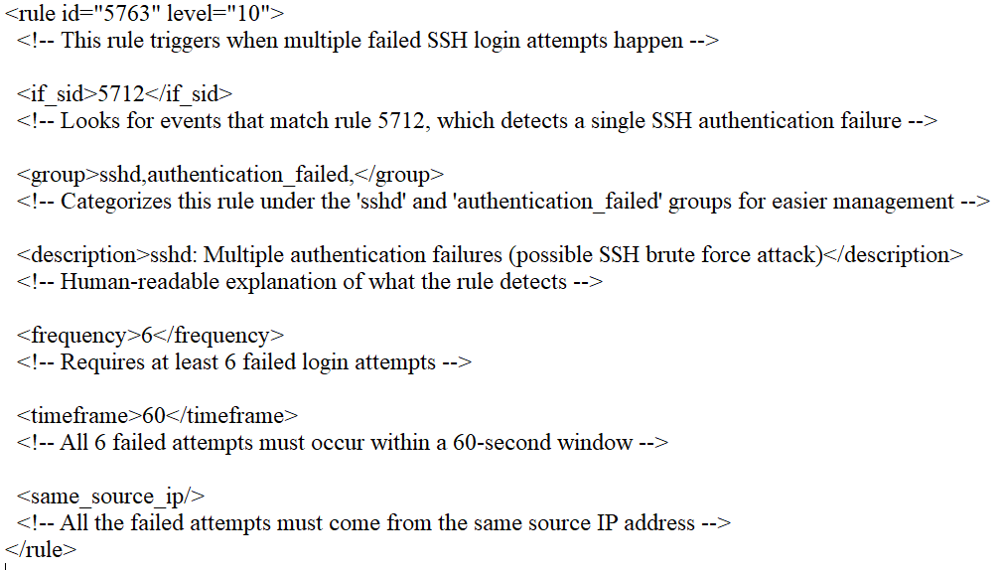 <rule id="5763" level="10">
<!-- This rule triggers when multiple failed SSH login attempts happen -->
<if_sid>5712</if_sid>
<!-- Looks for events that match rule 5712, which detects a single SSH authentication failure -->
<group>sshd,authentication_failed,</group>
<!-- Categorizes this rule under the 'sshd' and 'authentication_failed' groups for easier management -->
<description>sshd: Multiple authentication failures (possible SSH brute force attack)</description>
<!-- Human-readable explanation of what the rule detects -->
<frequency>6</frequency>
<!-- Requires at least 6 failed login attempts -->
<timeframe>60</timeframe>
<!-- All 6 failed attempts must occur within a 60-second window -->
<same_source_ip/>
<!-- All the failed attempts must come from the same source IP address -->
</rule>